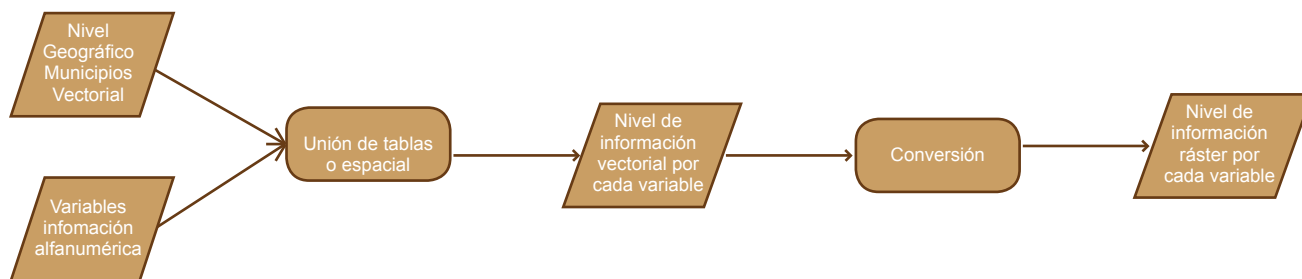 Nivel
Geográfico
Municipios
Vectorial
Variables
infomación
alfanumérica
Unión de tablas
o espacial
Nivel de
información
vectorial por
cada variable
Conversión
Nivel de
información
ráster por
cada variable